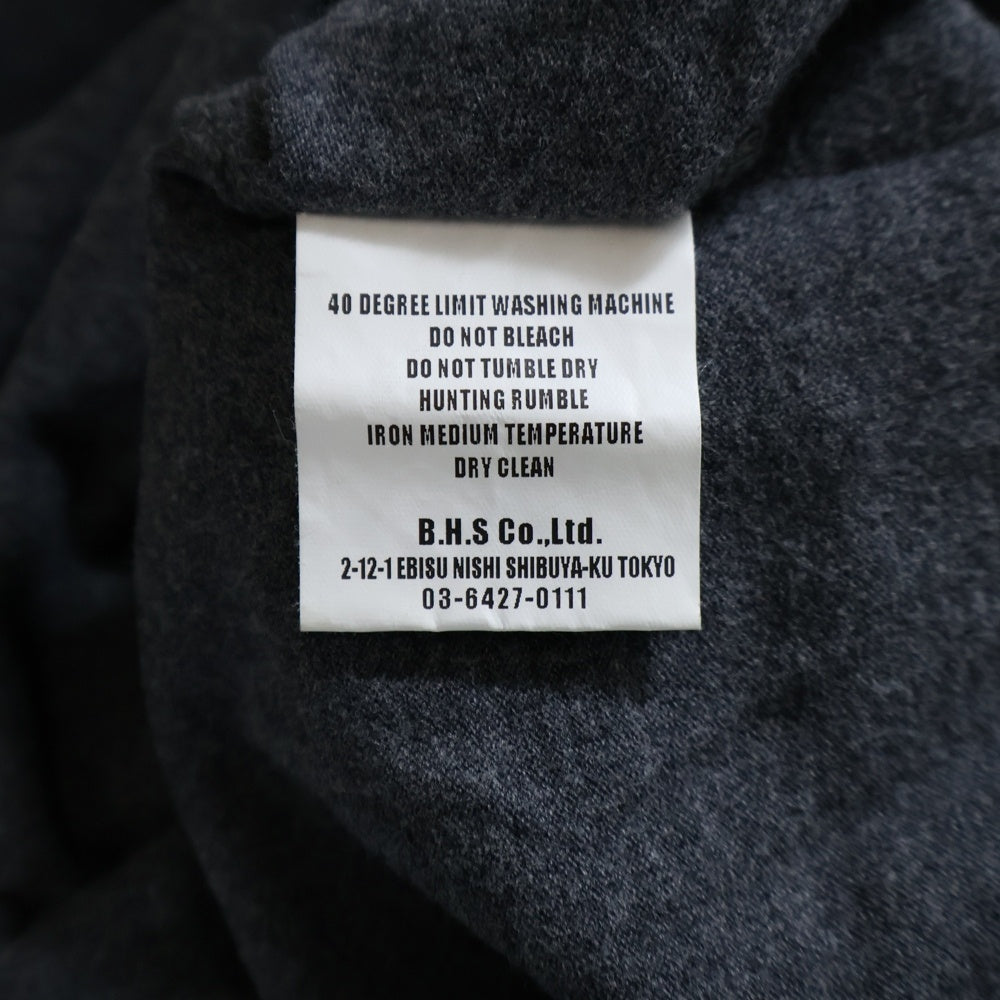 40 DEGREE LIMIT WASHING MACHINE
DO NOT BLEACH
DO NOT TUMBLE DRY
HUNTING RUMBLE
IRON MEDIUM TEMPERATURE
DRY CLEAN
B.H.S Co.,Ltd.
2-12-1 EBISU NISHI SHIBUYA-KU TOKYO
03-6427-0111